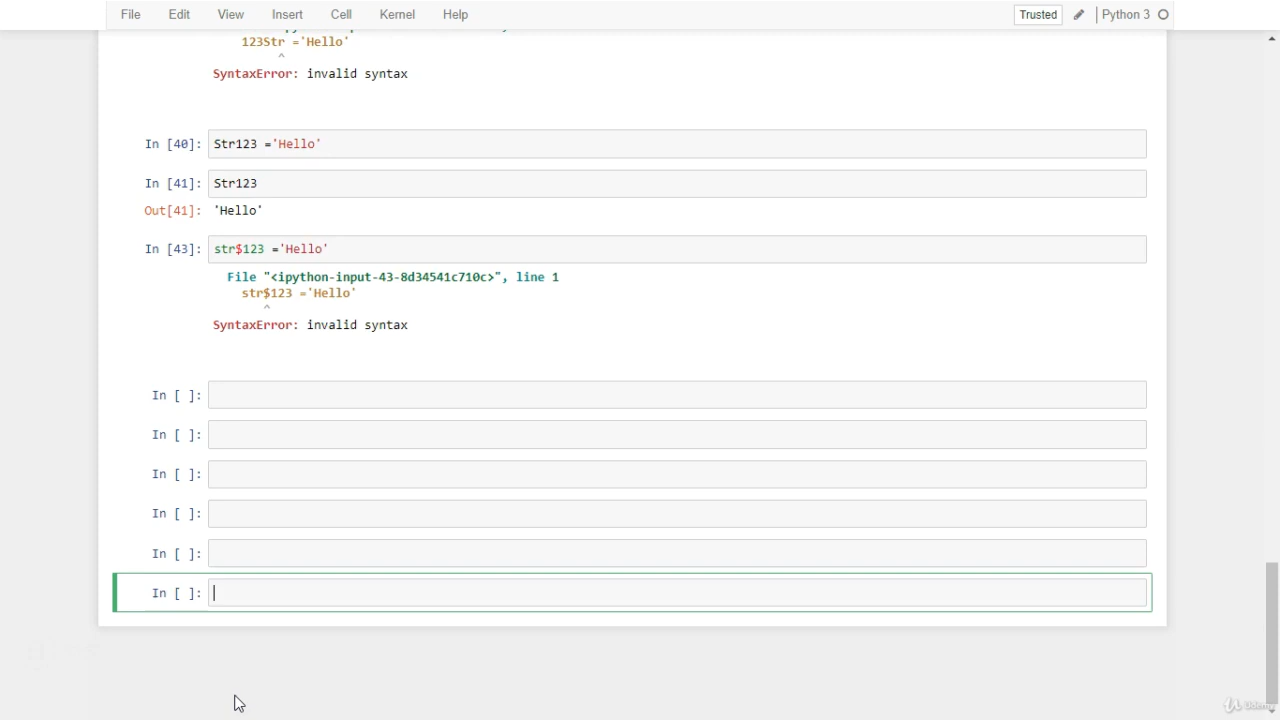 File Edit View Insert Cell Kernel Help Trusted Python 3
123Str ='Hello'
^
SyntaxError: invalid syntax
In [40]: Str123 ='Hello'
In [41]: Str123
Out[41]: 'Hello'
In [43]: str$123 ='Hello'
File "<ipython-input-43-8d34541c710c>", line 1
str$123 ='Hello'
^
SyntaxError: invalid syntax
In [ ]:
In [ ]:
In [ ]:
In [ ]:
In [ ]:
In [ ]:
Udemy